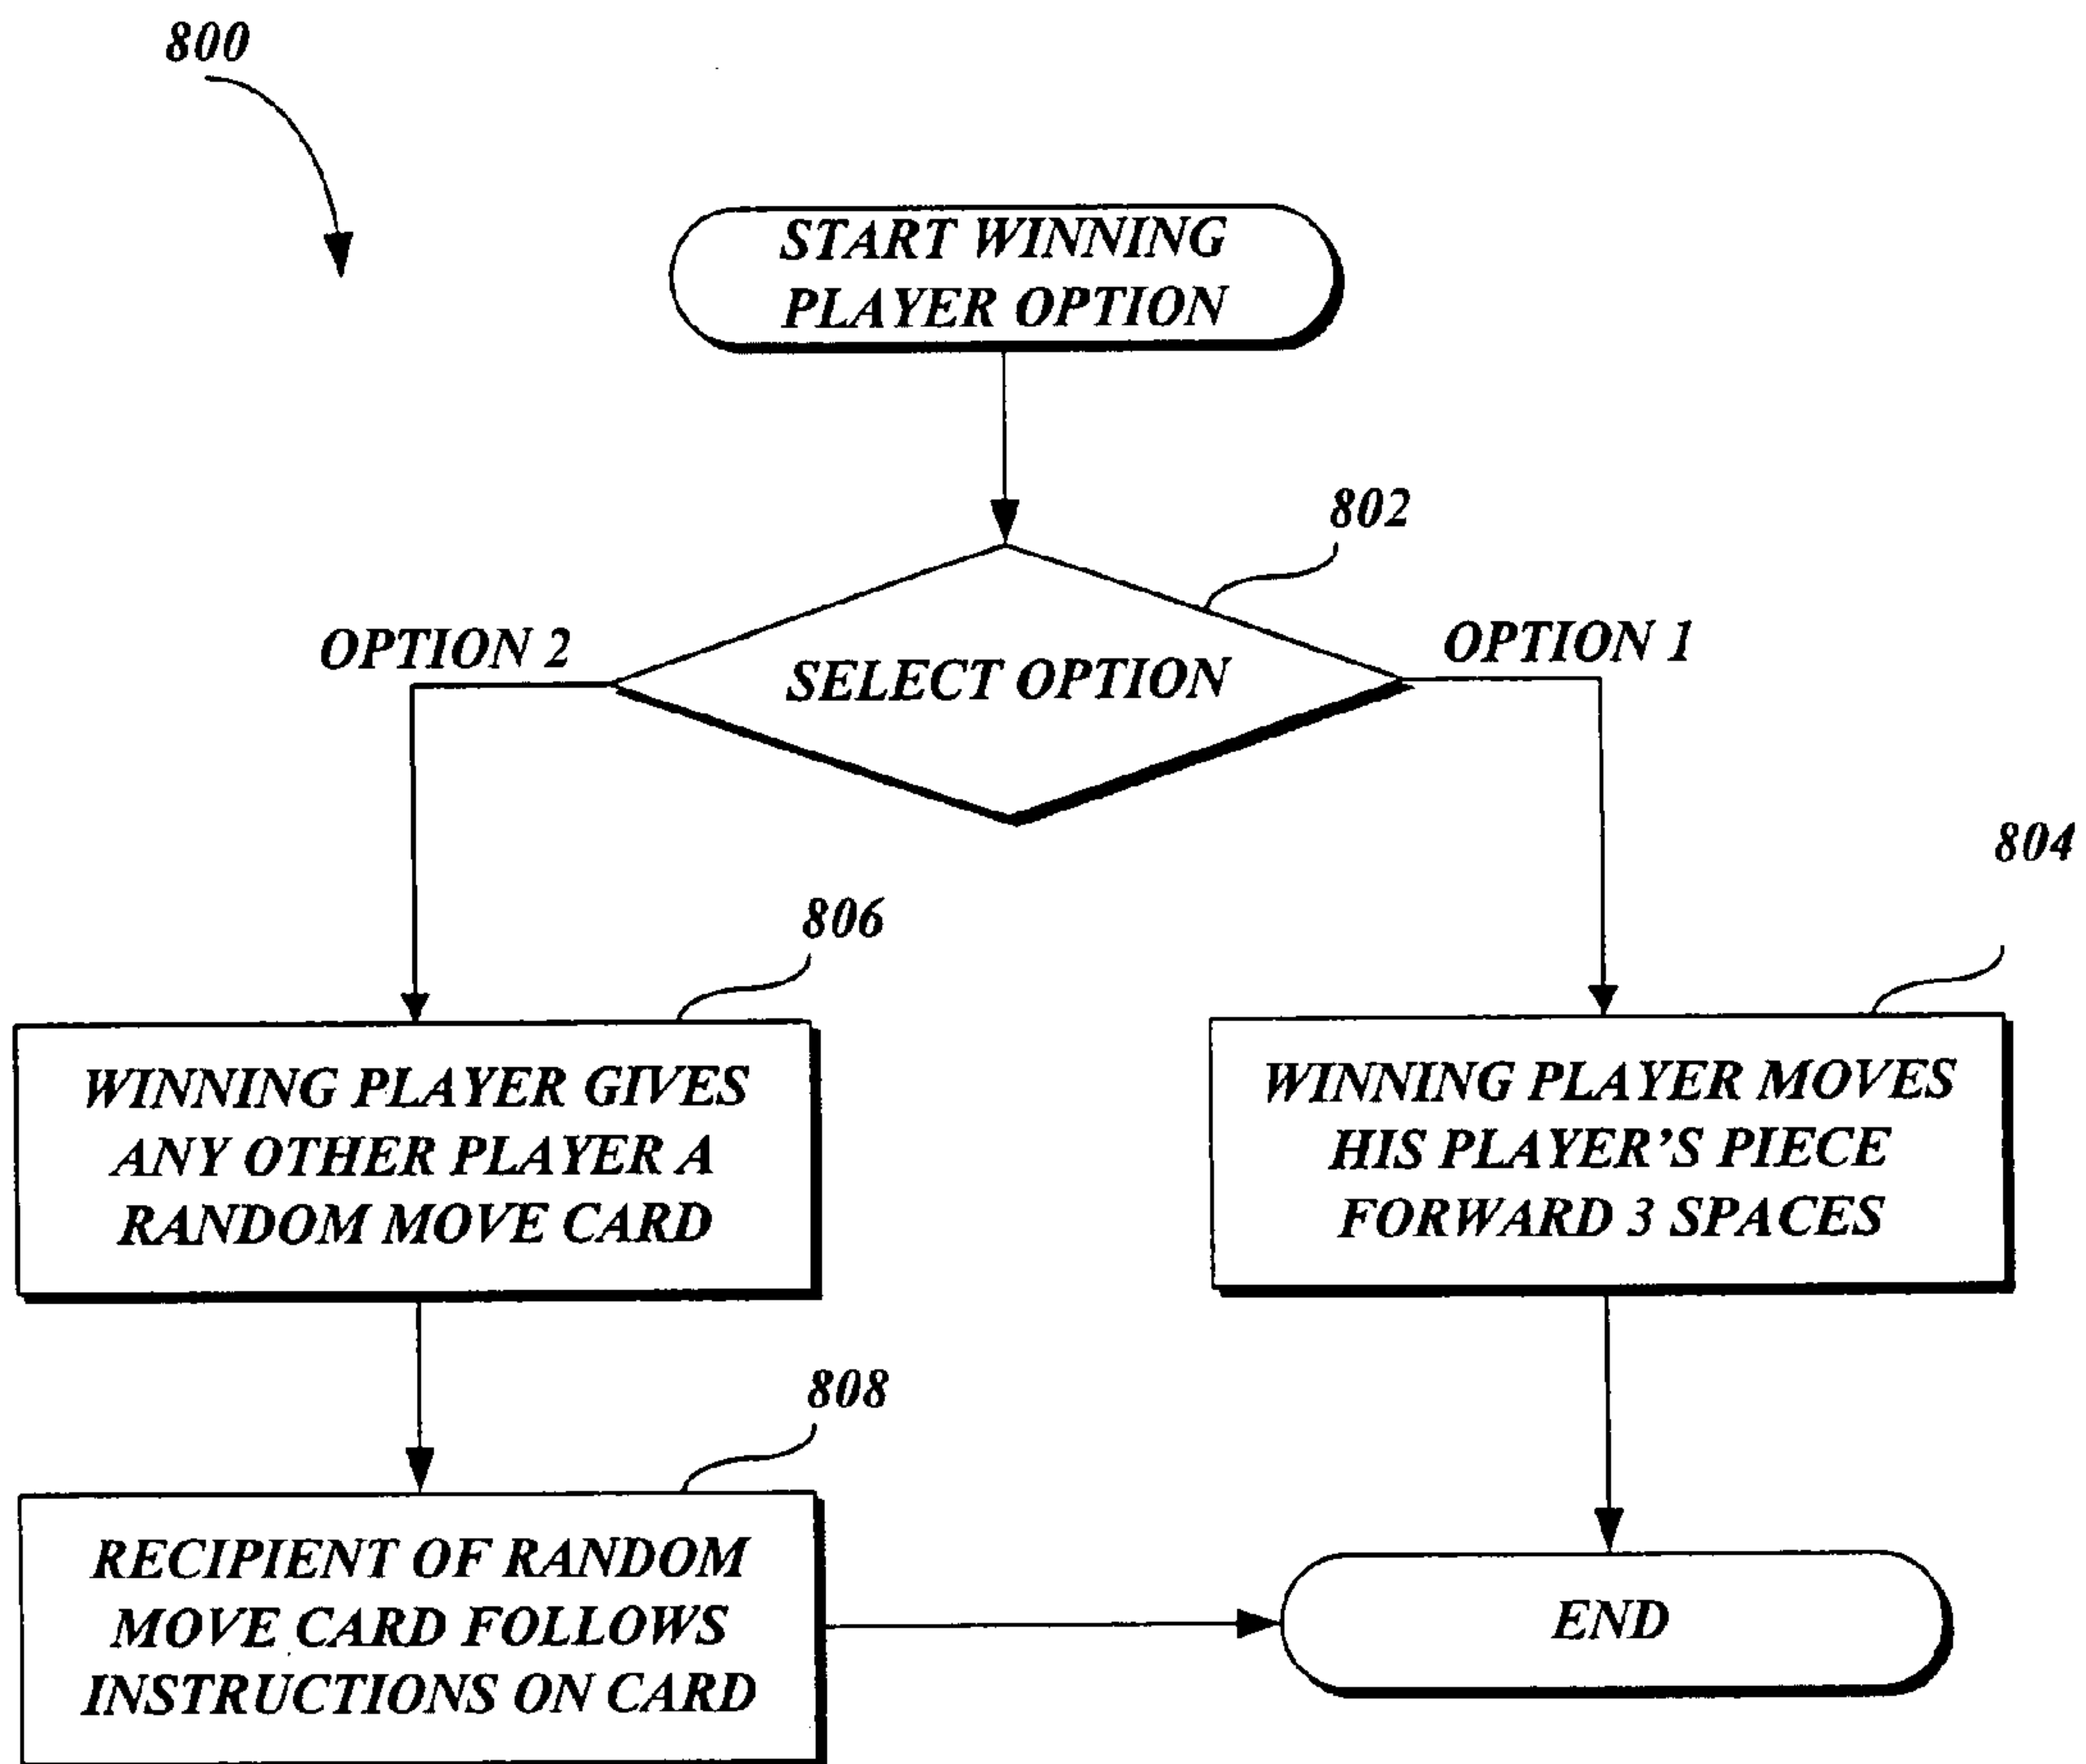 800
START WINNING
PLAYER OPTION
802
OPTION 2
SELECT OPTION
OPTION 1
804
806
WINNING PLAYER GIVES
ANY OTHER PLAYER A
RANDOM MOVE CARD
WINNING PLAYER MOVES
HIS PLAYER'S PIECE
FORWARD 3 SPACES
808
RECIPIENT OF RANDOM
MOVE CARD FOLLOWS
INSTRUCTIONS ON CARD
END